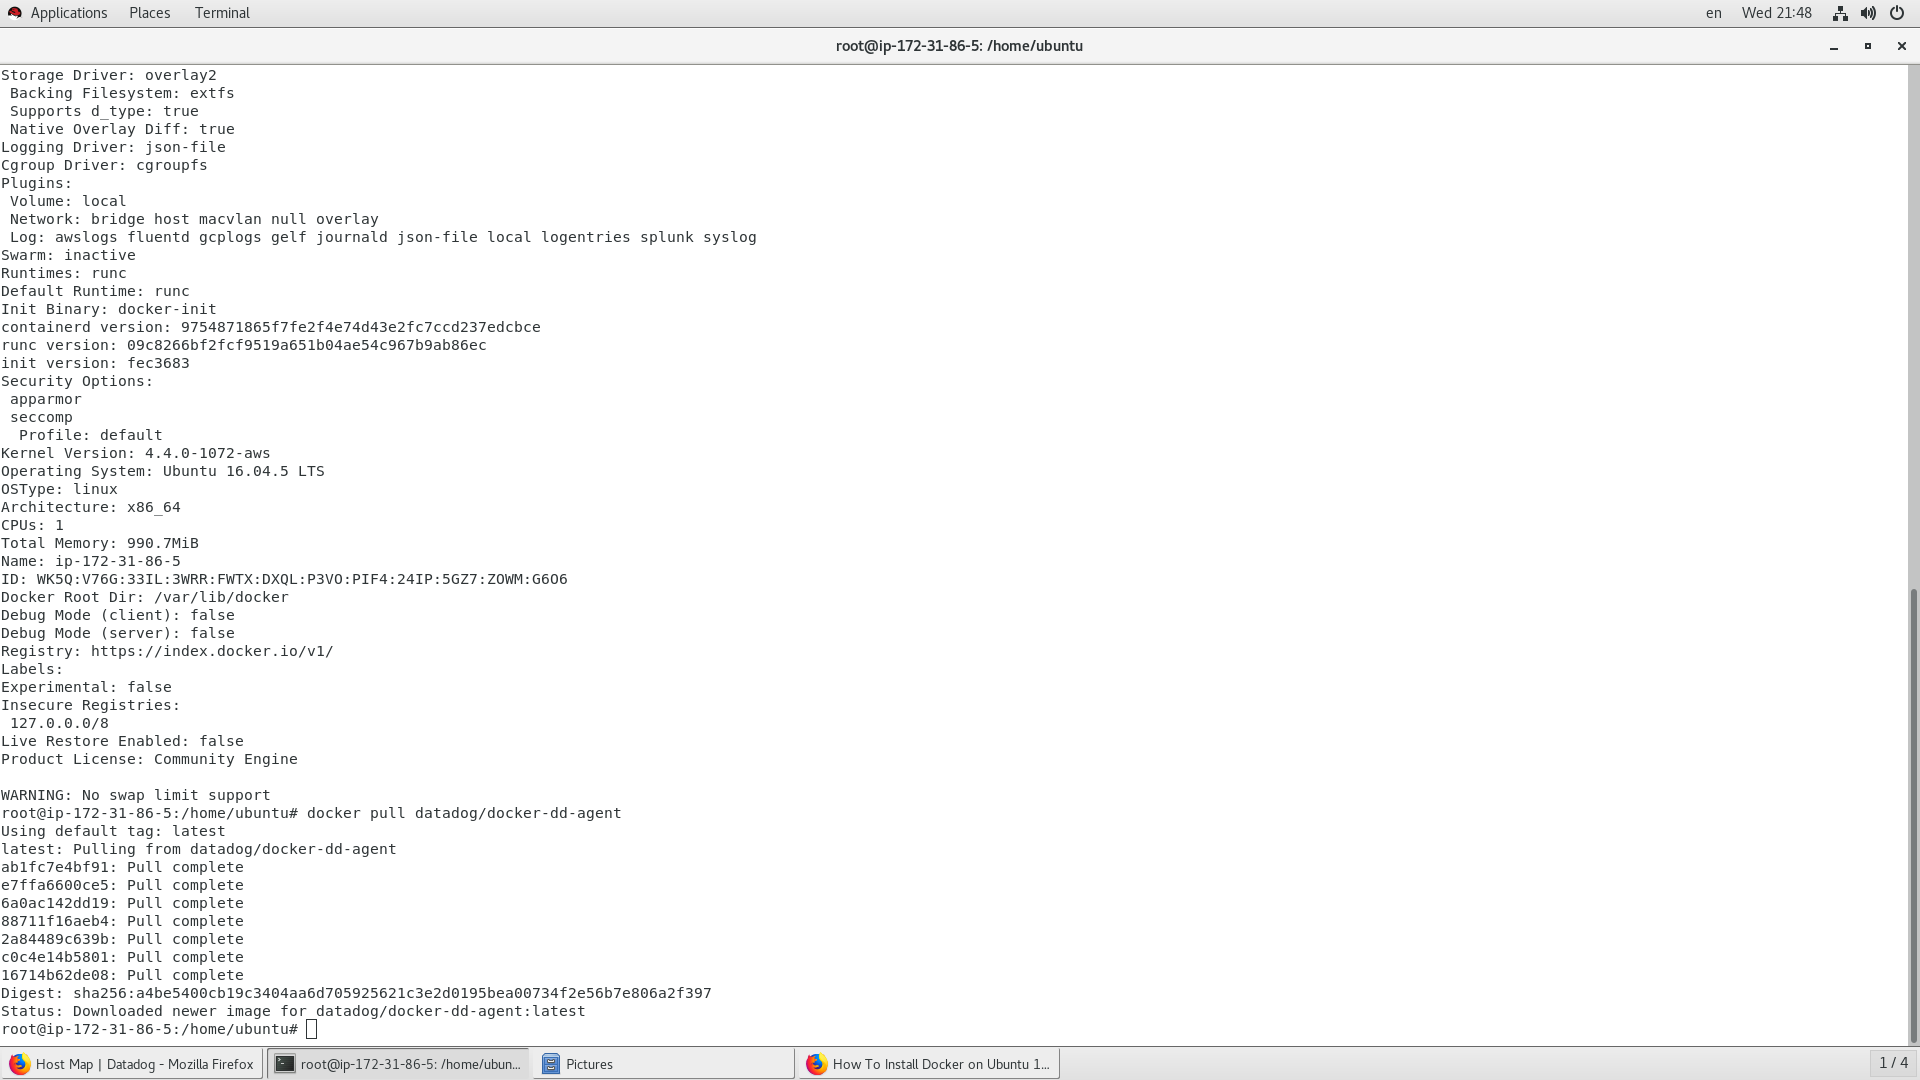 Applications Places Terminal en Wed 21:48
root@ip-172-31-86-5: /home/ubuntu
Storage Driver: overlay2
 Backing Filesystem: extfs
 Supports d_type: true
 Native Overlay Diff: true
Logging Driver: json-file
Cgroup Driver: cgroupfs
Plugins:
 Volume: local
 Network: bridge host macvlan null overlay
 Log: awslogs fluentd gcplogs gelf journald json-file local logentries splunk syslog
Swarm: inactive
Runtimes: runc
Default Runtime: runc
Init Binary: docker-init
containerd version: 9754871865f7fe2f4e74d43e2fc7ccd237edcbce
runc version: 09c8266bf2fcf9519a651b04ae54c967b9ab86ec
init version: fec3683
Security Options:
 apparmor
 seccomp
  Profile: default
Kernel Version: 4.4.0-1072-aws
Operating System: Ubuntu 16.04.5 LTS
OSType: linux
Architecture: x86_64
CPUs: 1
Total Memory: 990.7MiB
Name: ip-172-31-86-5
ID: WK5Q:V76G:33IL:3WRR:FWTX:DXQL:P3VO:PIF4:24IP:5GZ7:ZOWM:G6O6
Docker Root Dir: /var/lib/docker
Debug Mode (client): false
Debug Mode (server): false
Registry: https://index.docker.io/v1/
Labels:
Experimental: false
Insecure Registries:
 127.0.0.0/8
Live Restore Enabled: false
Product License: Community Engine

WARNING: No swap limit support
root@ip-172-31-86-5:/home/ubuntu# docker pull datadog/docker-dd-agent
Using default tag: latest
latest: Pulling from datadog/docker-dd-agent
ab1fc7e4bf91: Pull complete
e7ffa6600ce5: Pull complete
6a0ac142dd19: Pull complete
88711f16aeb4: Pull complete
2a84489c639b: Pull complete
c0c4e14b5801: Pull complete
16714b62de08: Pull complete
Digest: sha256:a4be5400cb19c3404aa6d705925621c3e2d0195bea00734f2e56b7e806a2f397
Status: Downloaded newer image for datadog/docker-dd-agent:latest
root@ip-172-31-86-5:/home/ubuntu#
Host Map | Datadog - Mozilla Firefox root@ip-172-31-86-5: /home/ubun... Pictures How To Install Docker on Ubuntu 1... 1 / 4